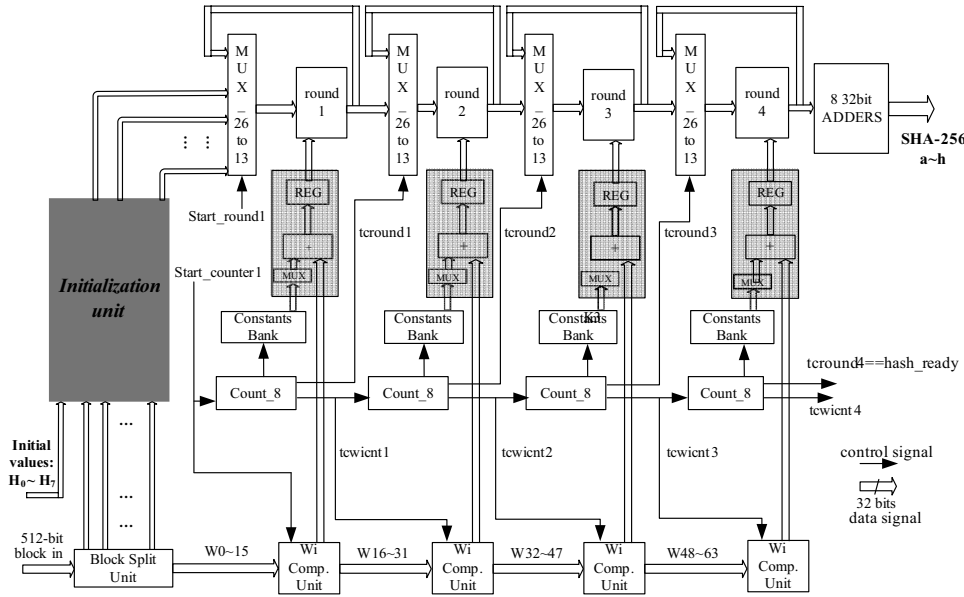 M U X _ 26 to 13
M U X _ 26 to 13
M U X _ 26 to 13
M U X _ 26 to 13
round 1
round 2
round 3
round 4
8 32bit
ADDERS
SHA-256
a~h
... ...
REG
REG
REG
REG
Start_round1
tcround1
tcround2
tcround3
+
+
+
+
Start_counter1
MUX
MUX
MUX
MUX
Initialization
unit
K3
Constants
Bank
Constants
Bank
Constants
Bank
Constants
Bank
tcround4==hash_ready
Count_8
Count_8
Count_8
Count_8
tcwicnt4
...
Initial
values:
H0~ H7
tcwicnt1
tcwicnt2
tcwicnt3
control signal
...
32 bits
data signal
...
512-bit
block in
Block Split
Unit
W0~15
Wi
Comp.
Unit
W16~31
Wi
Comp.
Unit
W32~47
Wi
Comp.
Unit
W48~63
Wi
Comp.
Unit